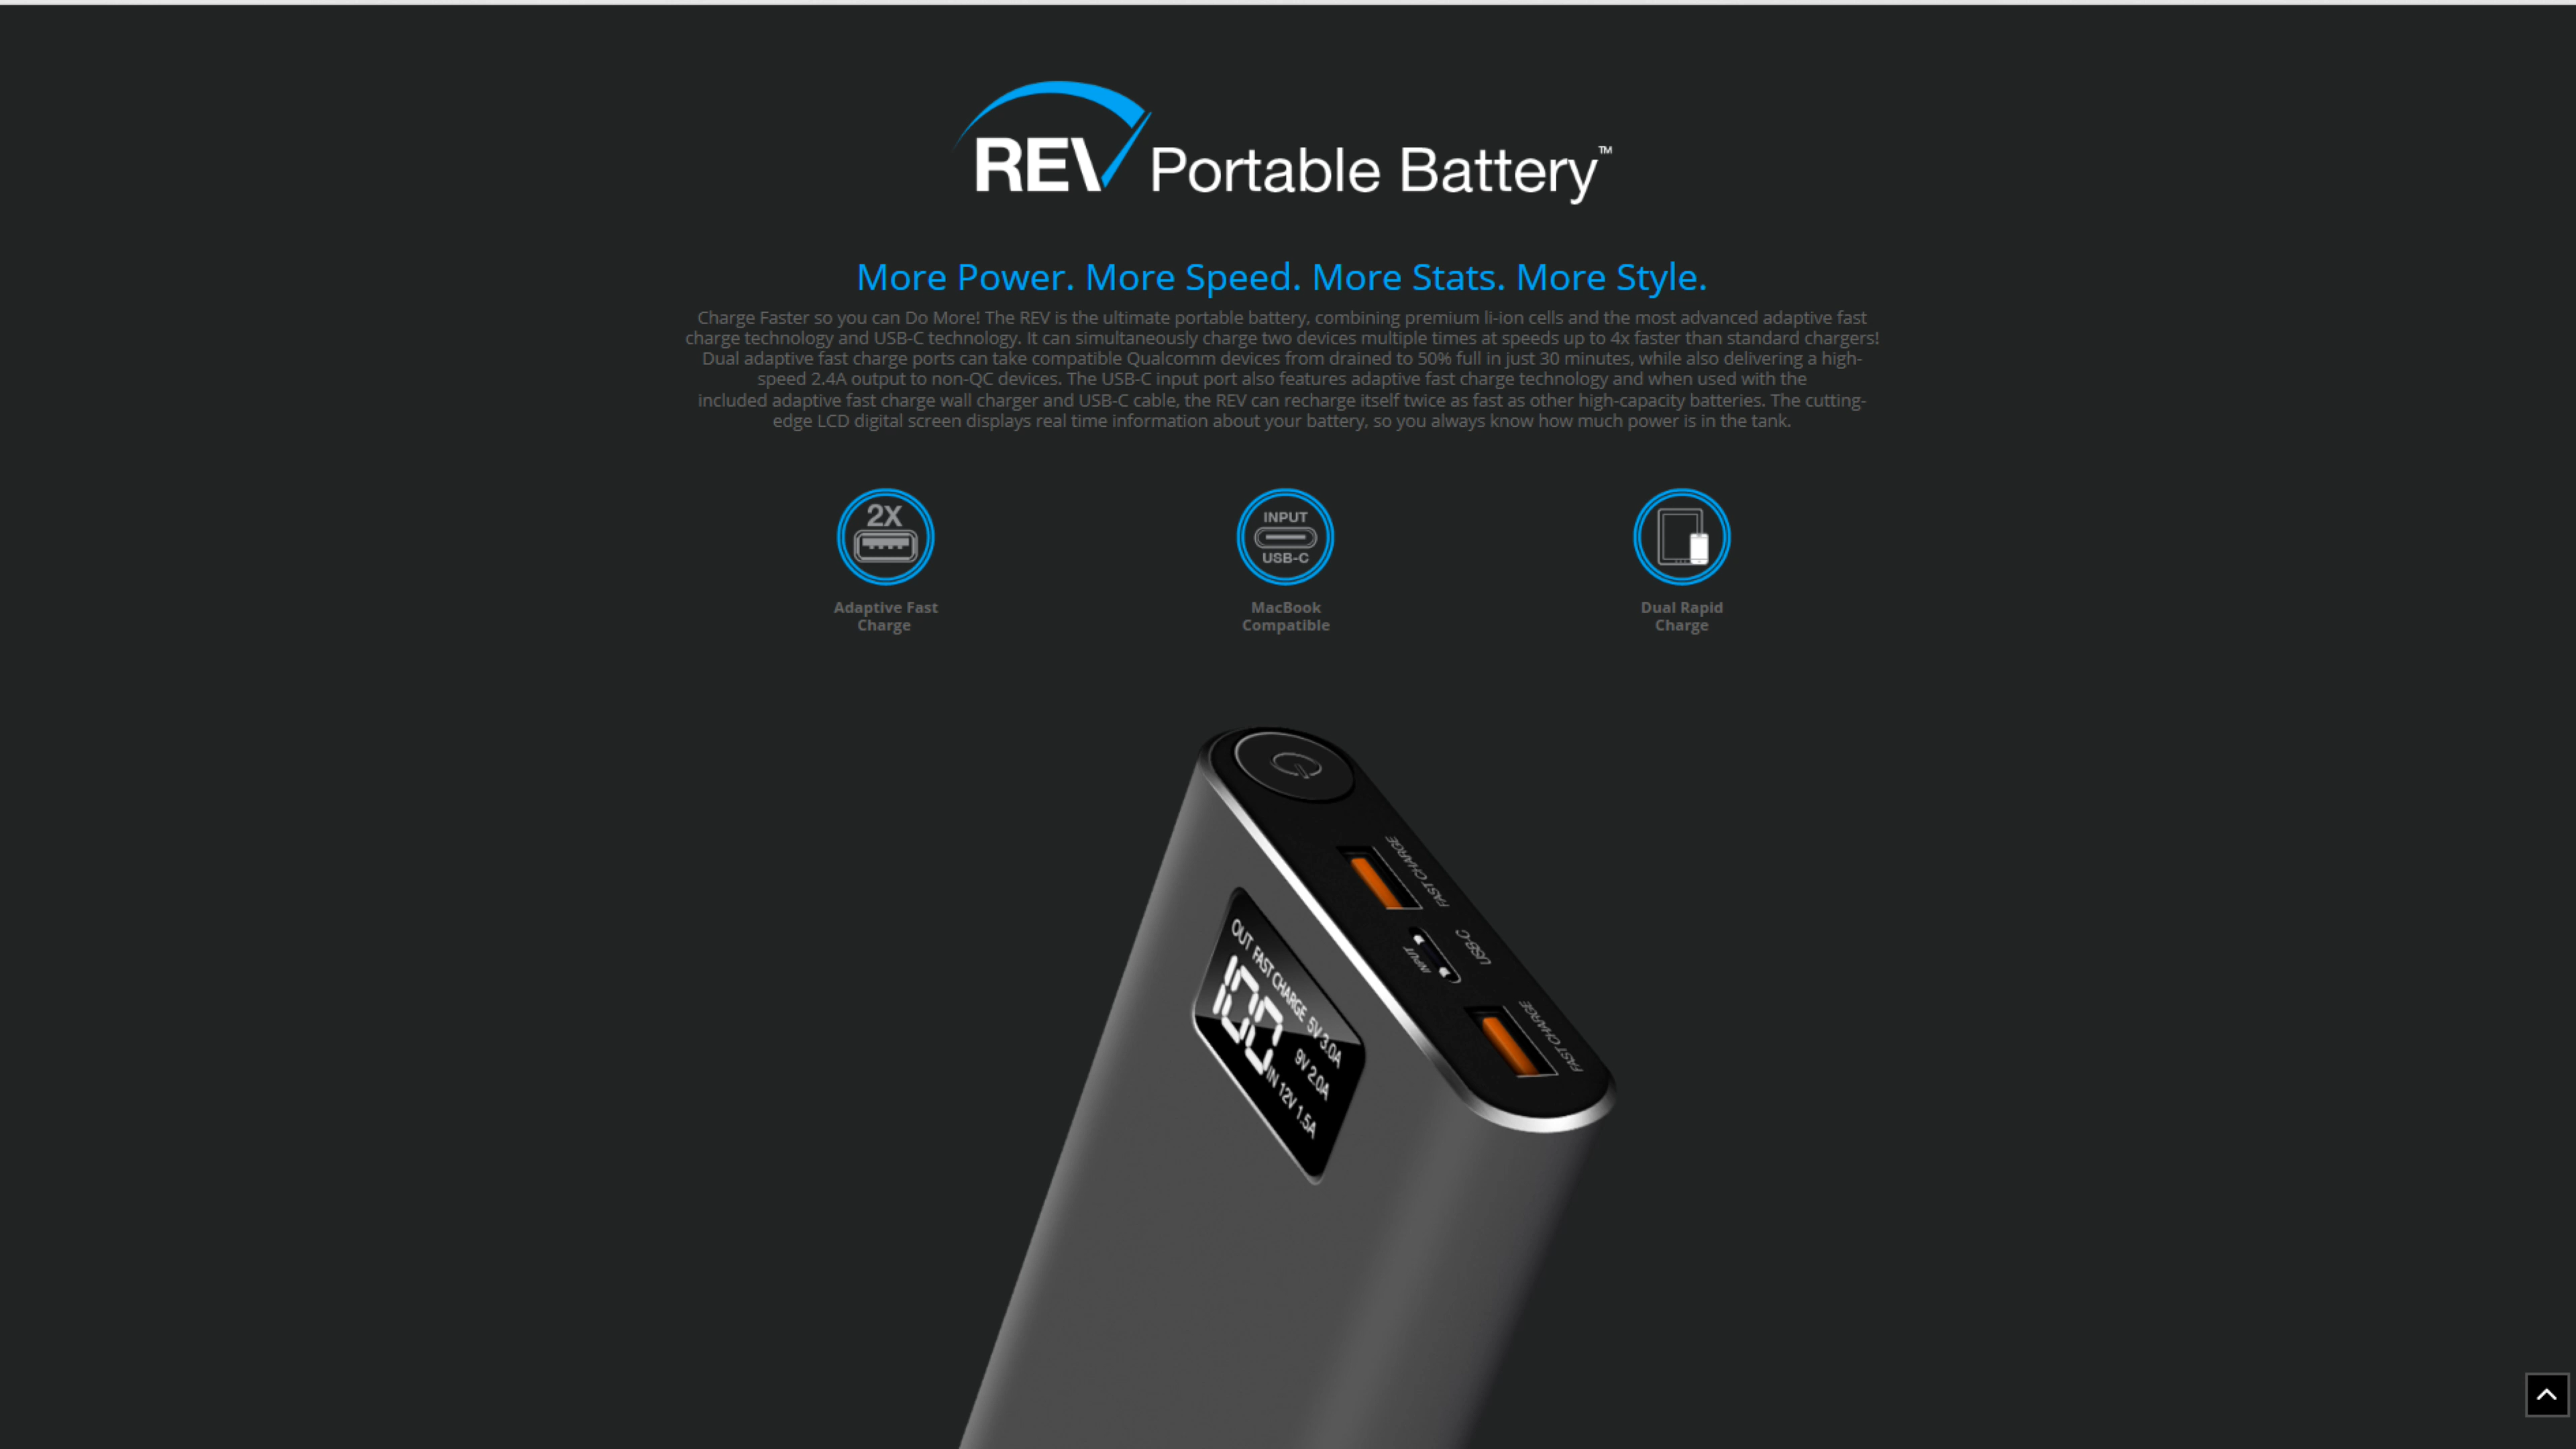 REV Portable Battery™
More Power. More Speed. More Stats. More Style.
Charge Faster so you can Do More! The REV is the ultimate portable battery, combining premium li-ion cells and the most advanced adaptive fast
charge technology and USB-C technology. It can simultaneously charge two devices multiple times at speeds up to 4x faster than standard chargers!
Dual adaptive fast charge ports can take compatible Qualcomm devices from drained to 50% full in just 30 minutes, while also delivering a high-
speed 2.4A output to non-QC devices. The USB-C input port also features adaptive fast charge technology and when used with the
included adaptive fast charge wall charger and USB-C cable, the REV can recharge itself twice as fast as other high-capacity batteries. The cutting-
edge LCD digital screen displays real time information about your battery, so you always know how much power is in the tank.
2X
INPUT
USB-C
Adaptive Fast
Charge
MacBook
Compatible
Dual Rapid
Charge
FAST CHARGE
USB-C
INPUT
FAST CHARGE
OUT FAST CHARGE 5V 3.0A
100
9V 2.0A
IN 12V 1.5A